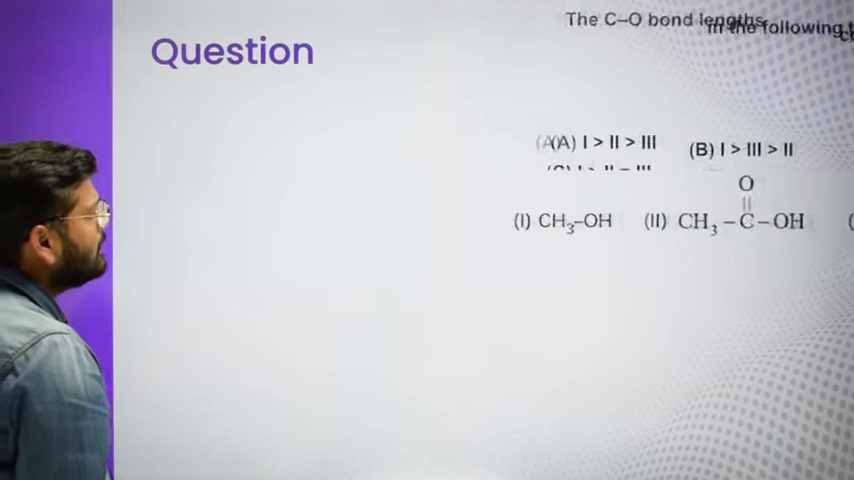 Question
The C–O bond lengths
in the following
(A) I > II > III
(B) I > III > II
O
(I) CH₃–OH
(II) CH₃–C–OH